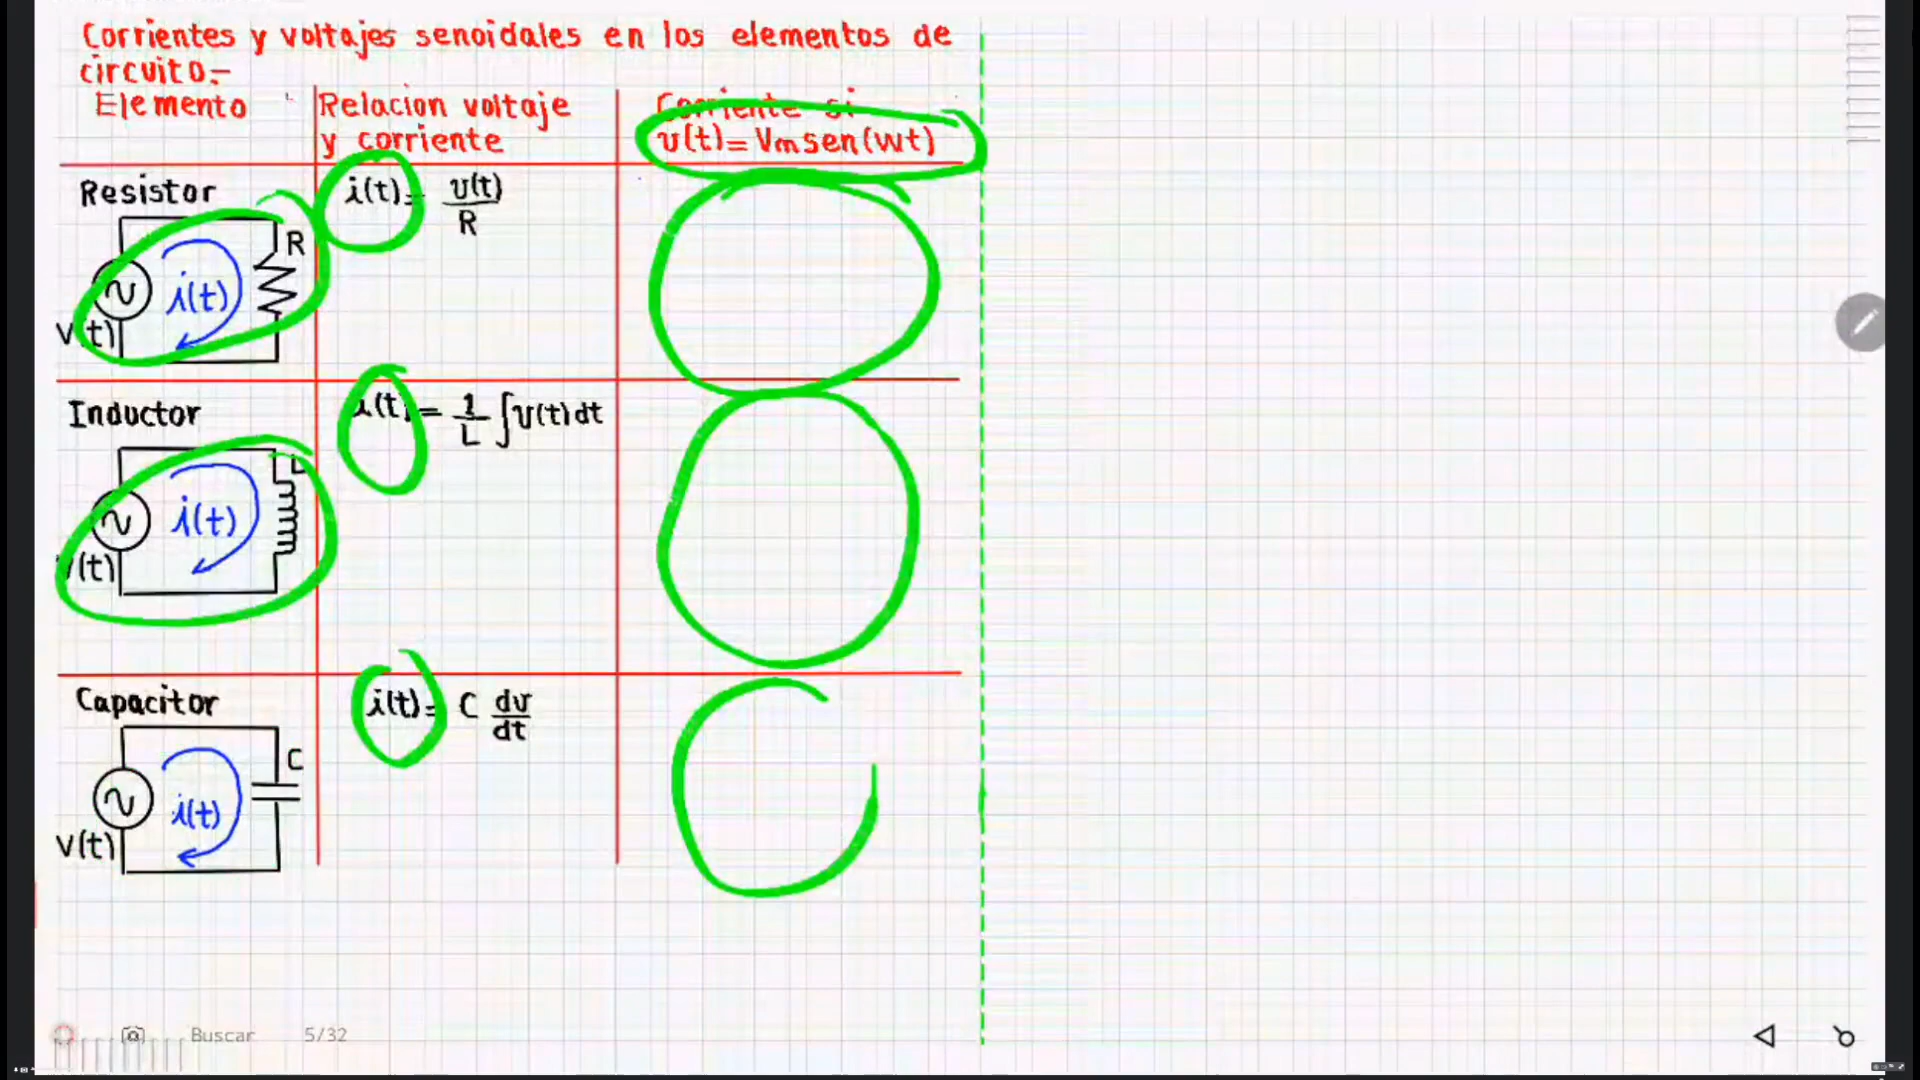 Corrientes y voltajes senoidales en los elementos de
circuito:-
Elemento
Relacion voltaje
y corriente
Corriente si
v(t)=Vmsen(wt)
Resistor
R
i(t)
V(t)
i(t)= v(t)/R
Inductor
L
i(t)
V(t)
i(t)= 1/L ∫v(t)dt
Capacitor
C
i(t)
V(t)
i(t)= C dv/dt
Buscar 5/32